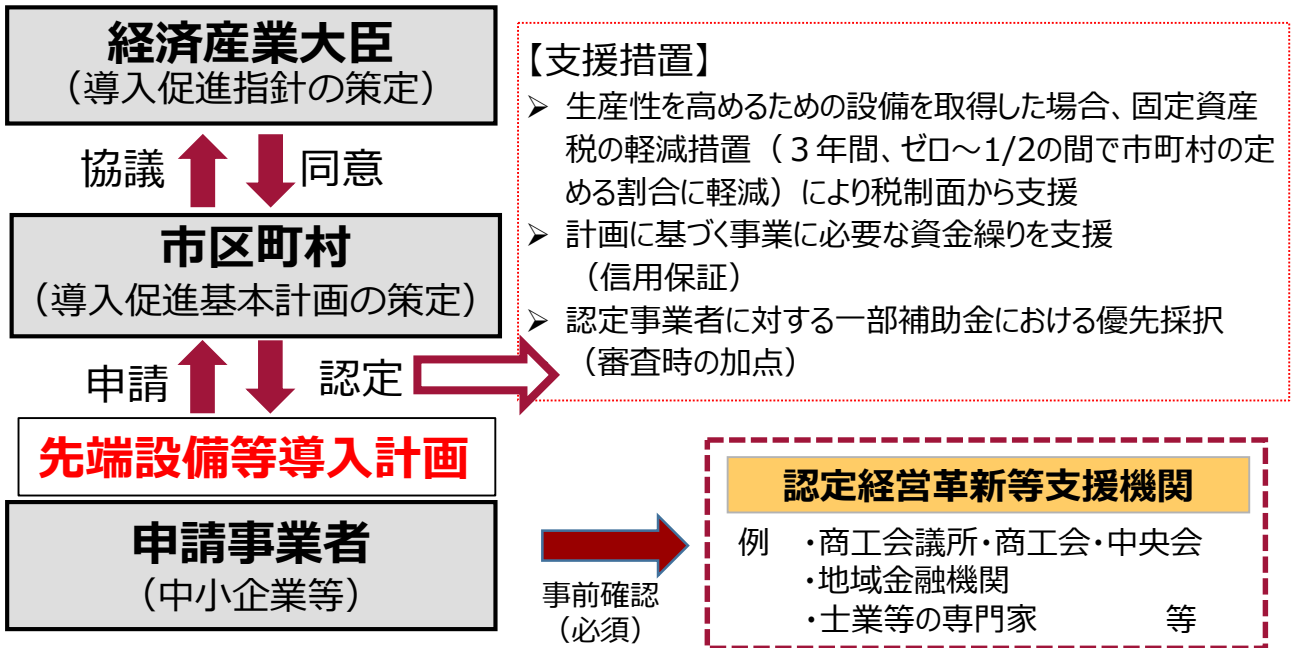 経済産業大臣
（導入促進指針の策定）
協議
同意
市区町村
（導入促進基本計画の策定）
申請
認定
先端設備等導入計画
申請事業者
（中小企業等）
【支援措置】
➢ 生産性を高めるための設備を取得した場合、固定資産
税の軽減措置（３年間、ゼロ～1/2の間で市町村の定
める割合に軽減）により税制面から支援
➢ 計画に基づく事業に必要な資金繰りを支援
（信用保証）
➢ 認定事業者に対する一部補助金における優先採択
（審査時の加点）
事前確認
（必須）
認定経営革新等支援機関
例 ・商工会議所・商工会・中央会
・地域金融機関
・士業等の専門家 等